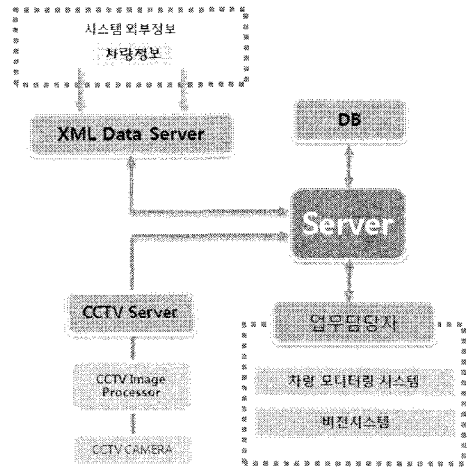 시스템 외부정보
차량정보
XML Data Server
DB
Server
CCTV Server
업무담당자
CCTV Image
Processor
차량 모니터링 시스템
비전시스템
CCTV CAMERA